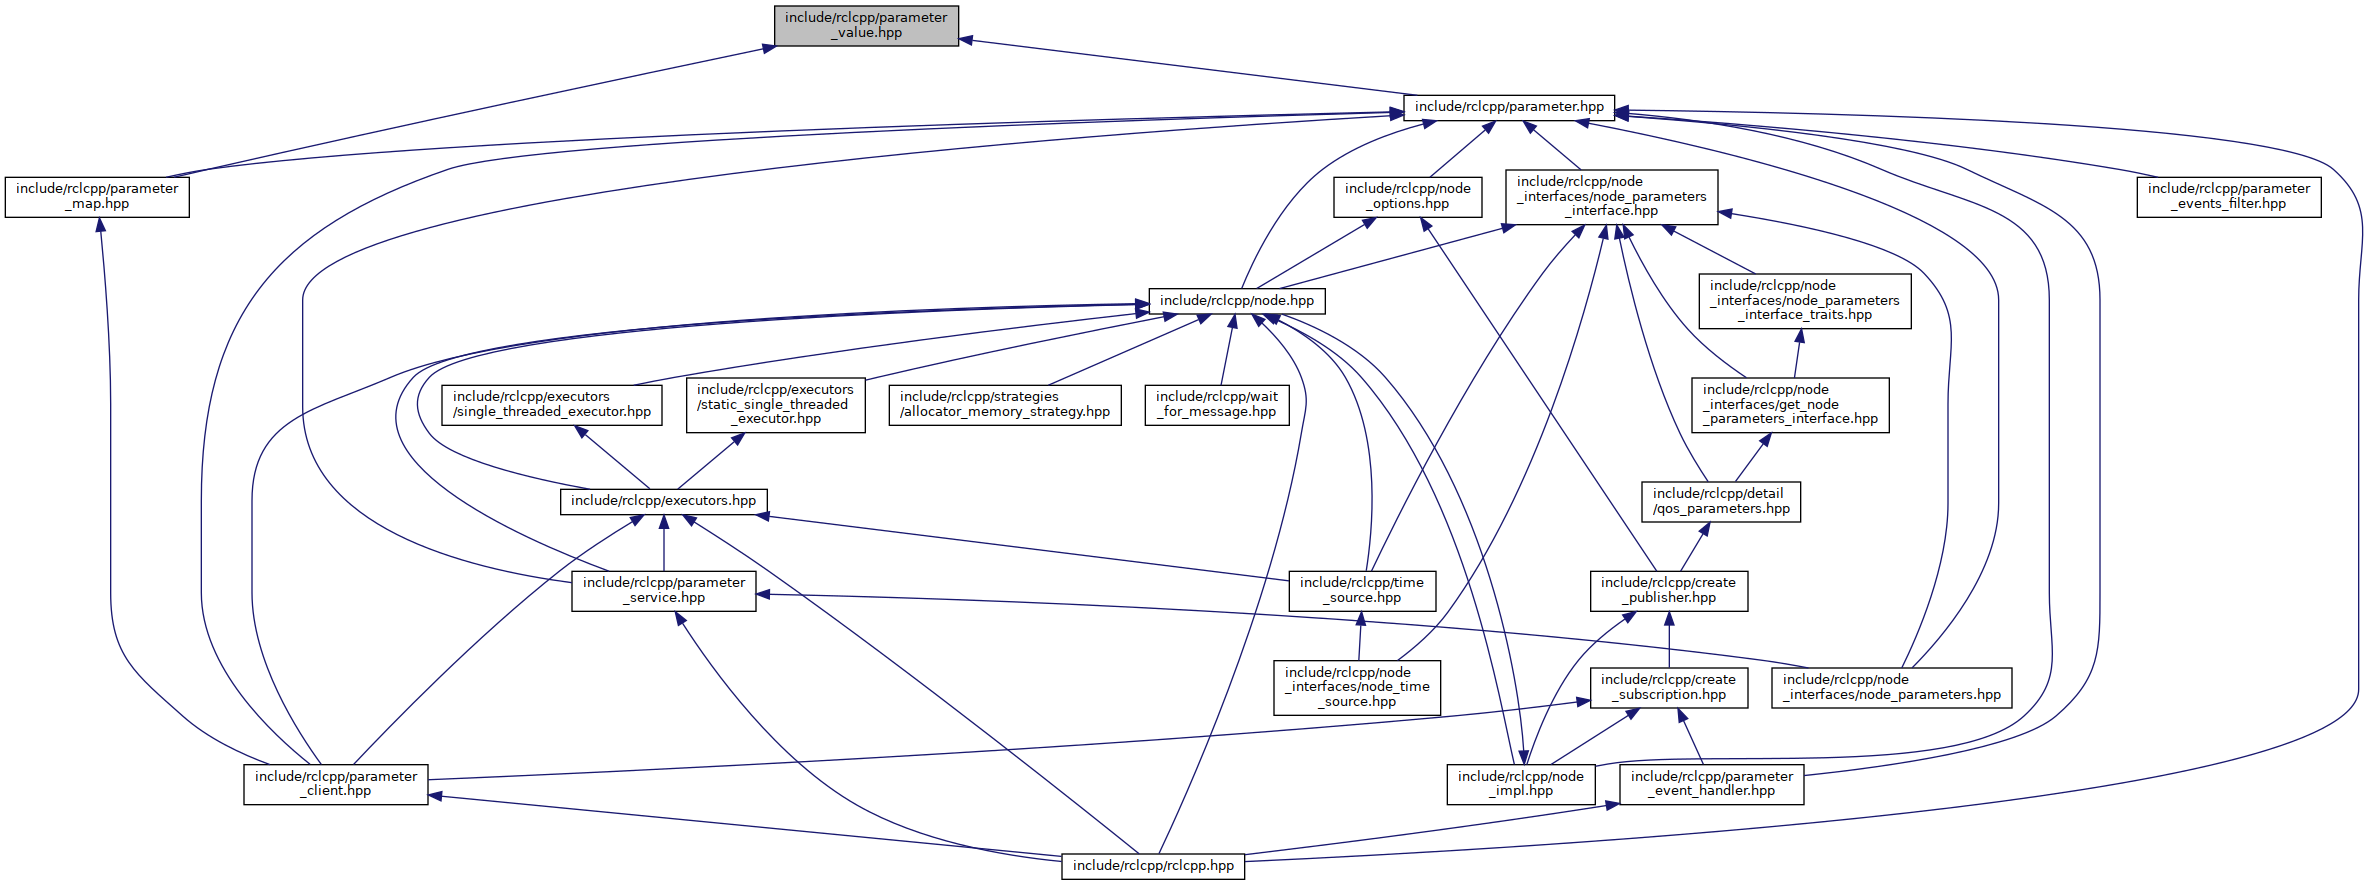 include/rclcpp/parameter
_value.hpp
include/rclcpp/parameter.hpp
include/rclcpp/parameter
_map.hpp
include/rclcpp/node
_options.hpp
include/rclcpp/node
_interfaces/node_parameters
_interface.hpp
include/rclcpp/parameter
_events_filter.hpp
include/rclcpp/node.hpp
include/rclcpp/node
_interfaces/node_parameters
_interface_traits.hpp
include/rclcpp/executors
/single_threaded_executor.hpp
include/rclcpp/executors
/static_single_threaded
_executor.hpp
include/rclcpp/strategies
/allocator_memory_strategy.hpp
include/rclcpp/wait
_for_message.hpp
include/rclcpp/node
_interfaces/get_node
_parameters_interface.hpp
include/rclcpp/executors.hpp
include/rclcpp/detail
/qos_parameters.hpp
include/rclcpp/parameter
_service.hpp
include/rclcpp/time
_source.hpp
include/rclcpp/create
_publisher.hpp
include/rclcpp/node
_interfaces/node_time
_source.hpp
include/rclcpp/create
_subscription.hpp
include/rclcpp/node
_interfaces/node_parameters.hpp
include/rclcpp/parameter
_client.hpp
include/rclcpp/node
_impl.hpp
include/rclcpp/parameter
_event_handler.hpp
include/rclcpp/rclcpp.hpp